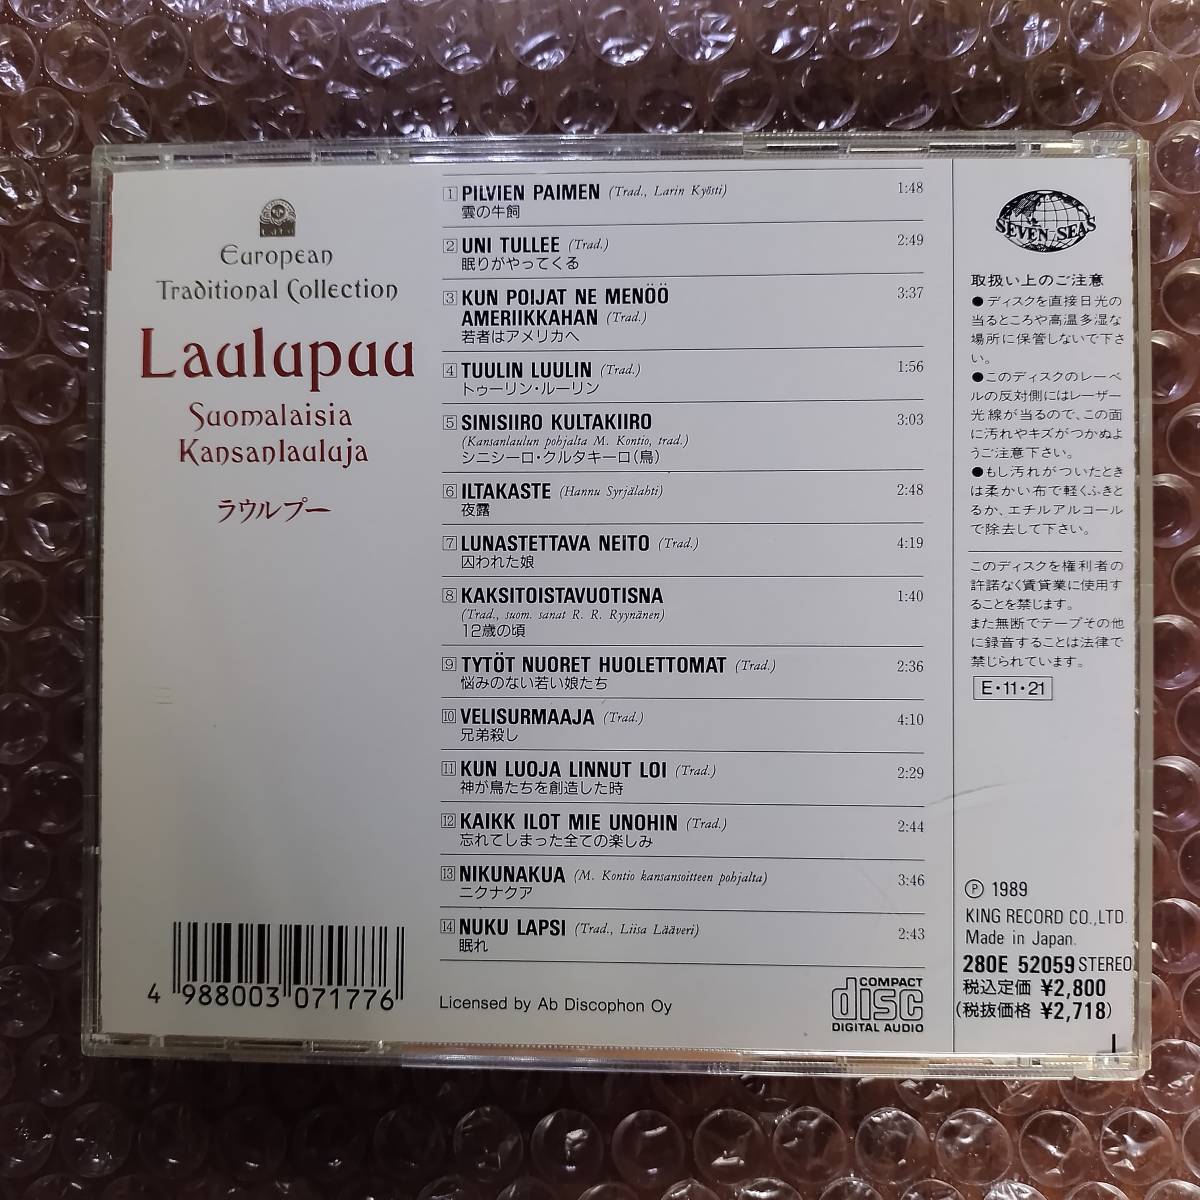 European
Traditional Collection
Laulupuu
Suomalaisia
Kansanlauluja
ラウルプー
1 PILVIEN PAIMEN (Trad., Larin Kyösti) 1:48
雲の牛飼
2 UNI TULLEE (Trad.) 2:49
眠りがやってくる
3 KUN POIJAT NE MENÖÖ 3:37
AMERIIKKAHAN (Trad.)
若者はアメリカへ
4 TUULIN LUULIN (Trad.) 1:56
トゥーリン・ルーリン
5 SINISIIRO KULTAKIIRO 3:03
(Kansanlaulun pohjalta M. Kontio, trad.)
シニシーロ・クルタキーロ(鳥)
6 ILTAKASTE (Hannu Syrjälahti) 2:48
夜露
7 LUNASTETTAVA NEITO (Trad.) 4:19
囚われた娘
8 KAKSITOISTAVUOTISNA 1:40
(Trad., suom. sanat R. R. Ryynänen)
12歳の頃
9 TYTÖT NUORET HUOLETTOMAT (Trad.) 2:36
悩みのない若い娘たち
10 VELISURMAAJA (Trad.) 4:10
兄弟殺し
11 KUN LUOJA LINNUT LOI (Trad.) 2:29
神が鳥たちを創造した時
12 KAIKK ILOT MIE UNOHIN (Trad.) 2:44
忘れてしまった全ての楽しみ
13 NIKUNAKUA (M. Kontio kansansoitteen pohjalta) 3:46
ニクナクア
14 NUKU LAPSI (Trad., Liisa Lääveri) 2:43
眠れ
4 988003 071776
Licensed by Ab Discophon Oy
COMPACT
disc
DIGITAL AUDIO
SEVEN SEAS
取扱い上のご注意
●ディスクを直接日光の
当るところや高温多湿な
場所に保管しないで下さ
い。
●このディスクのレーベ
ルの反対側にはレーザー
光線が当るので、この面
に汚れやキズがつかぬよ
うご注意下さい。
●もし汚れがついたとき
は柔かい布で軽くふきと
るか、エチルアルコール
で除去して下さい。
このディスクを権利者の
許諾なく賃貸業に使用す
ることを禁じます。
また無断でテープその他
に録音することは法律で
禁じられています。
E・11・21
Ⓟ 1989
KING RECORD CO.,LTD.
Made in Japan.
280E 52059 STEREO
税込定価 ¥2,800
(税抜価格 ¥2,718)